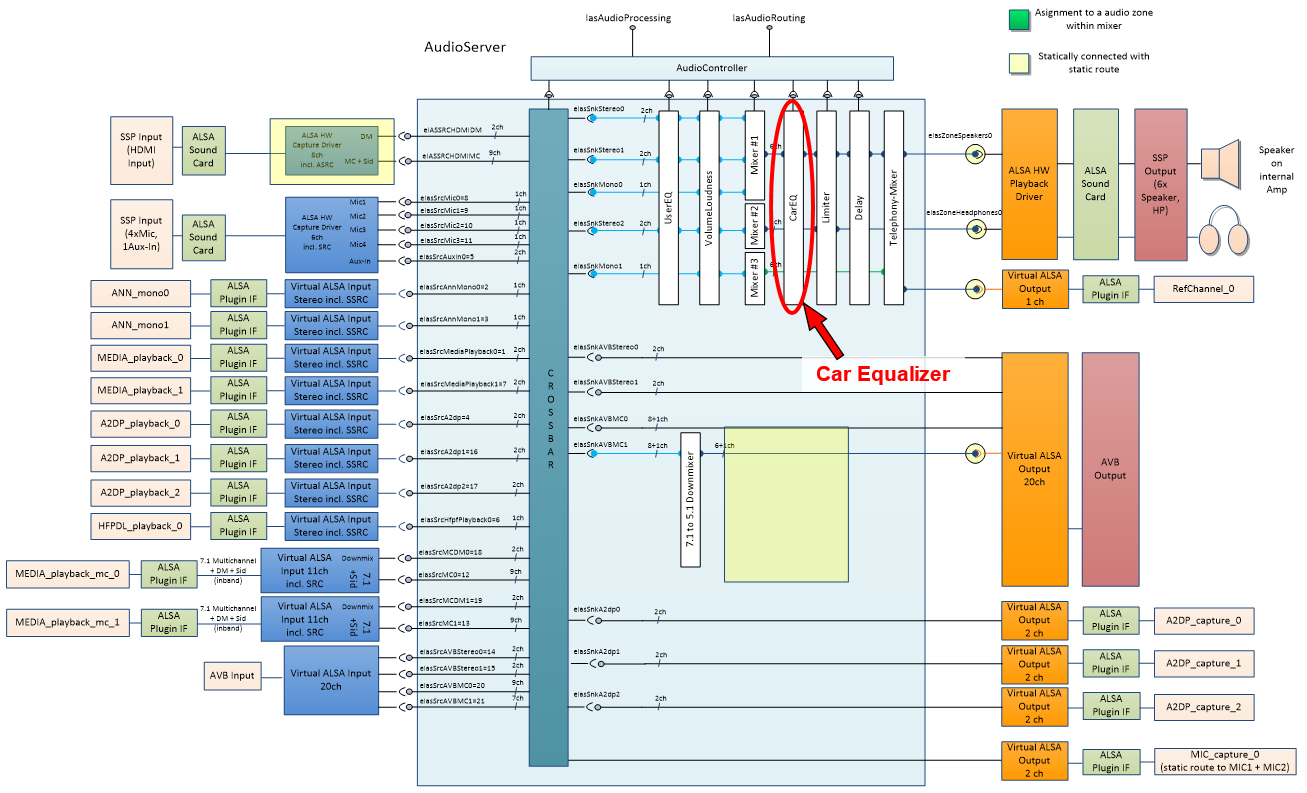 IasAudioProcessing
IasAudioRouting
Asignment to a audio zone
within mixer
Statically connected with
static route
AudioServer
AudioController
SSP Input
(HDMI
Input)
ALSA
Sound
Card
ALSA HW
Capture Driver
8ch
incl. ASRC
DM
MC + Sid
eIASSRCHDMIDM
2ch
eIASSRCHDMIMC
9ch
SSP Input
(4xMic,
1Aux-In)
ALSA
Sound
Card
ALSA HW
Capture Driver
6ch
incl. SRC
Mic1
Mic2
Mic3
Mic4
Aux-In
eIasSrcMic0=8
1ch
eIasSrcMic1=9
1ch
eIasSrcMic2=10
1ch
eIasSrcMic3=11
1ch
eIasSrcAuxIn0=5
2ch
ANN_mono0
ALSA
Plugin IF
Virtual ALSA Input
Stereo incl. SSRC
eIasSrcAnnMono0=2
1ch
ANN_mono1
ALSA
Plugin IF
Virtual ALSA Input
Stereo incl. SSRC
eIasSrcAnnMono1=3
1ch
MEDIA_playback_0
ALSA
Plugin IF
Virtual ALSA Input
Stereo incl. SSRC
eIasSrcMediaPlayback0=1
2ch
MEDIA_playback_1
ALSA
Plugin IF
Virtual ALSA Input
Stereo incl. SSRC
eIasSrcMediaPlayback1=7
2ch
A2DP_playback_0
ALSA
Plugin IF
Virtual ALSA Input
Stereo incl. SSRC
eIasSrcA2dp=4
2ch
A2DP_playback_1
ALSA
Plugin IF
Virtual ALSA Input
Stereo incl. SSRC
eIasSrcA2dp1=16
2ch
A2DP_playback_2
ALSA
Plugin IF
Virtual ALSA Input
Stereo incl. SSRC
eIasSrcA2dp2=17
2ch
HFPDL_playback_0
ALSA
Plugin IF
Virtual ALSA Input
Stereo incl. SSRC
eIasSrcHfpfPlayback0=6
1ch
MEDIA_playback_mc_0
ALSA
Plugin IF
7.1 Multichannel
+ DM + Sid
(inband)
Virtual ALSA
Input 11ch
incl. SRC
Downmix
7.1
+Sid
eIasSrcMCDM0=18
2ch
eIasSrcMC0=12
9ch
MEDIA_playback_mc_1
ALSA
Plugin IF
7.1 Multichannel
+ DM + Sid
(inband)
Virtual ALSA
Input 11ch
incl. SRC
Downmix
7.1
+Sid
eIasSrcMCDM1=19
2ch
eIasSrcMC1=13
9ch
AVB Input
Virtual ALSA Input
20ch
eIasSrcAVBStereo0=14
2ch
eIasSrcAVBStereo1=15
2ch
eIasSrcAVBMC0=20
9ch
eIasSrcAVBMC1=21
7ch
CROSSBAR
eIasSnkStereo0
2ch
eIasSnkStereo1
2ch
eIasSnkMono0
1ch
eIasSnkStereo2
2ch
eIasSnkMono1
1ch
UserEQ
VolumeLoudness
Mixer #1
Mixer #2
Mixer #3
6ch
6ch
CarEQ
Limiter
Delay
Telephony-Mixer
Car Equalizer
eIasZoneSpeakers0
eIasZoneHeadphones0
ALSA HW
Playback
Driver
ALSA
Sound
Card
SSP
Output
(6x
Speaker,
HP)
Speaker
on
internal
Amp
Virtual ALSA
Output
1 ch
ALSA
Plugin IF
RefChannel_0
eIasSnkAVBStereo0
2ch
eIasSnkAVBStereo1
2ch
eIasSnkAVBMC0
8+1ch
eIasSnkAVBMC1
8+1ch
7.1 to 5.1 Downmixer
6+1ch
Virtual ALSA
Output
20ch
AVB
Output
eIasSnkA2dp0
2ch
Virtual ALSA
Output
2 ch
ALSA
Plugin IF
A2DP_capture_0
eIasSnkA2dp1
2ch
Virtual ALSA
Output
2 ch
ALSA
Plugin IF
A2DP_capture_1
eIasSnkA2dp2
2ch
Virtual ALSA
Output
2 ch
ALSA
Plugin IF
A2DP_capture_2
Virtual ALSA
Output
2 ch
ALSA
Plugin IF
MIC_capture_0
(static route to MIC1 + MIC2)